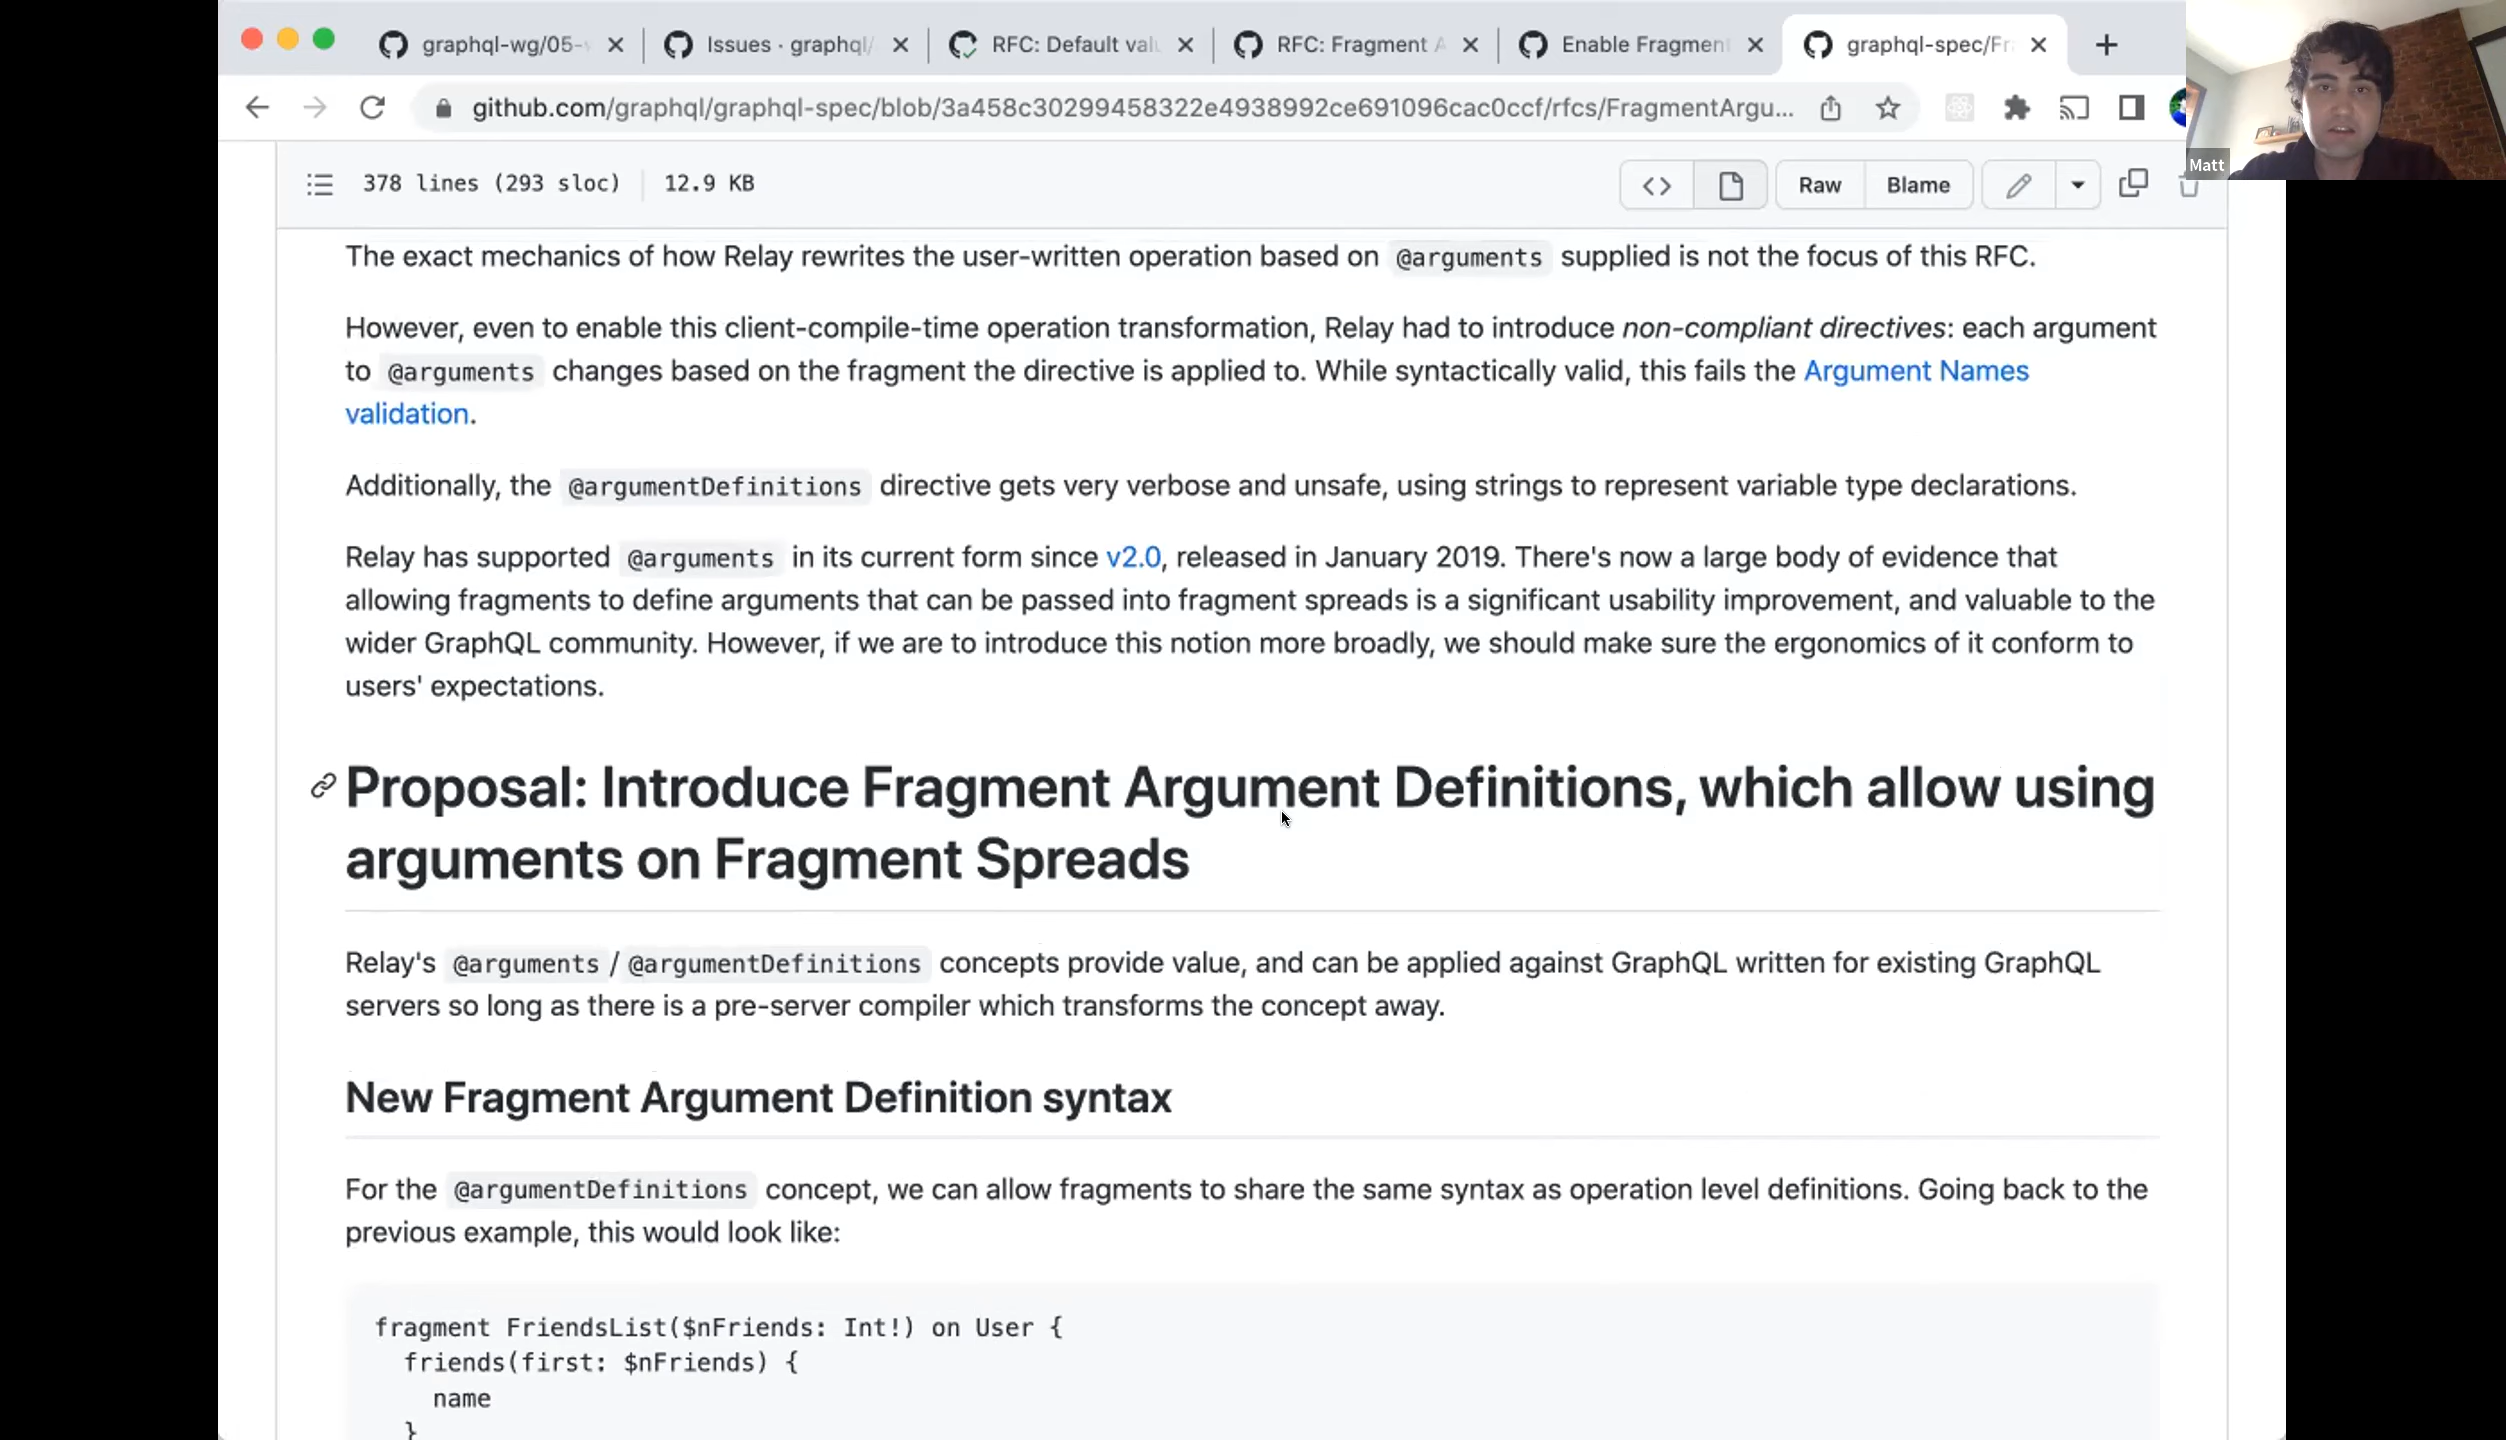 graphql-wg/05-
Issues · graphql/
RFC: Default val
RFC: Fragment A
Enable Fragment
graphql-spec/Fr
github.com/graphql/graphql-spec/blob/3a458c30299458322e4938992ce691096cac0ccf/rfcs/FragmentArgu...
Matt
378 lines (293 sloc) 12.9 KB
Raw
Blame
The exact mechanics of how Relay rewrites the user-written operation based on @arguments supplied is not the focus of this RFC.
However, even to enable this client-compile-time operation transformation, Relay had to introduce non-compliant directives: each argument
to @arguments changes based on the fragment the directive is applied to. While syntactically valid, this fails the Argument Names
validation.
Additionally, the @argumentDefinitions directive gets very verbose and unsafe, using strings to represent variable type declarations.
Relay has supported @arguments in its current form since v2.0, released in January 2019. There's now a large body of evidence that
allowing fragments to define arguments that can be passed into fragment spreads is a significant usability improvement, and valuable to the
wider GraphQL community. However, if we are to introduce this notion more broadly, we should make sure the ergonomics of it conform to
users' expectations.
Proposal: Introduce Fragment Argument Definitions, which allow using
arguments on Fragment Spreads
Relay's @arguments / @argumentDefinitions concepts provide value, and can be applied against GraphQL written for existing GraphQL
servers so long as there is a pre-server compiler which transforms the concept away.
New Fragment Argument Definition syntax
For the @argumentDefinitions concept, we can allow fragments to share the same syntax as operation level definitions. Going back to the
previous example, this would look like:
fragment FriendsList($nFriends: Int!) on User {
friends(first: $nFriends) {
name
}